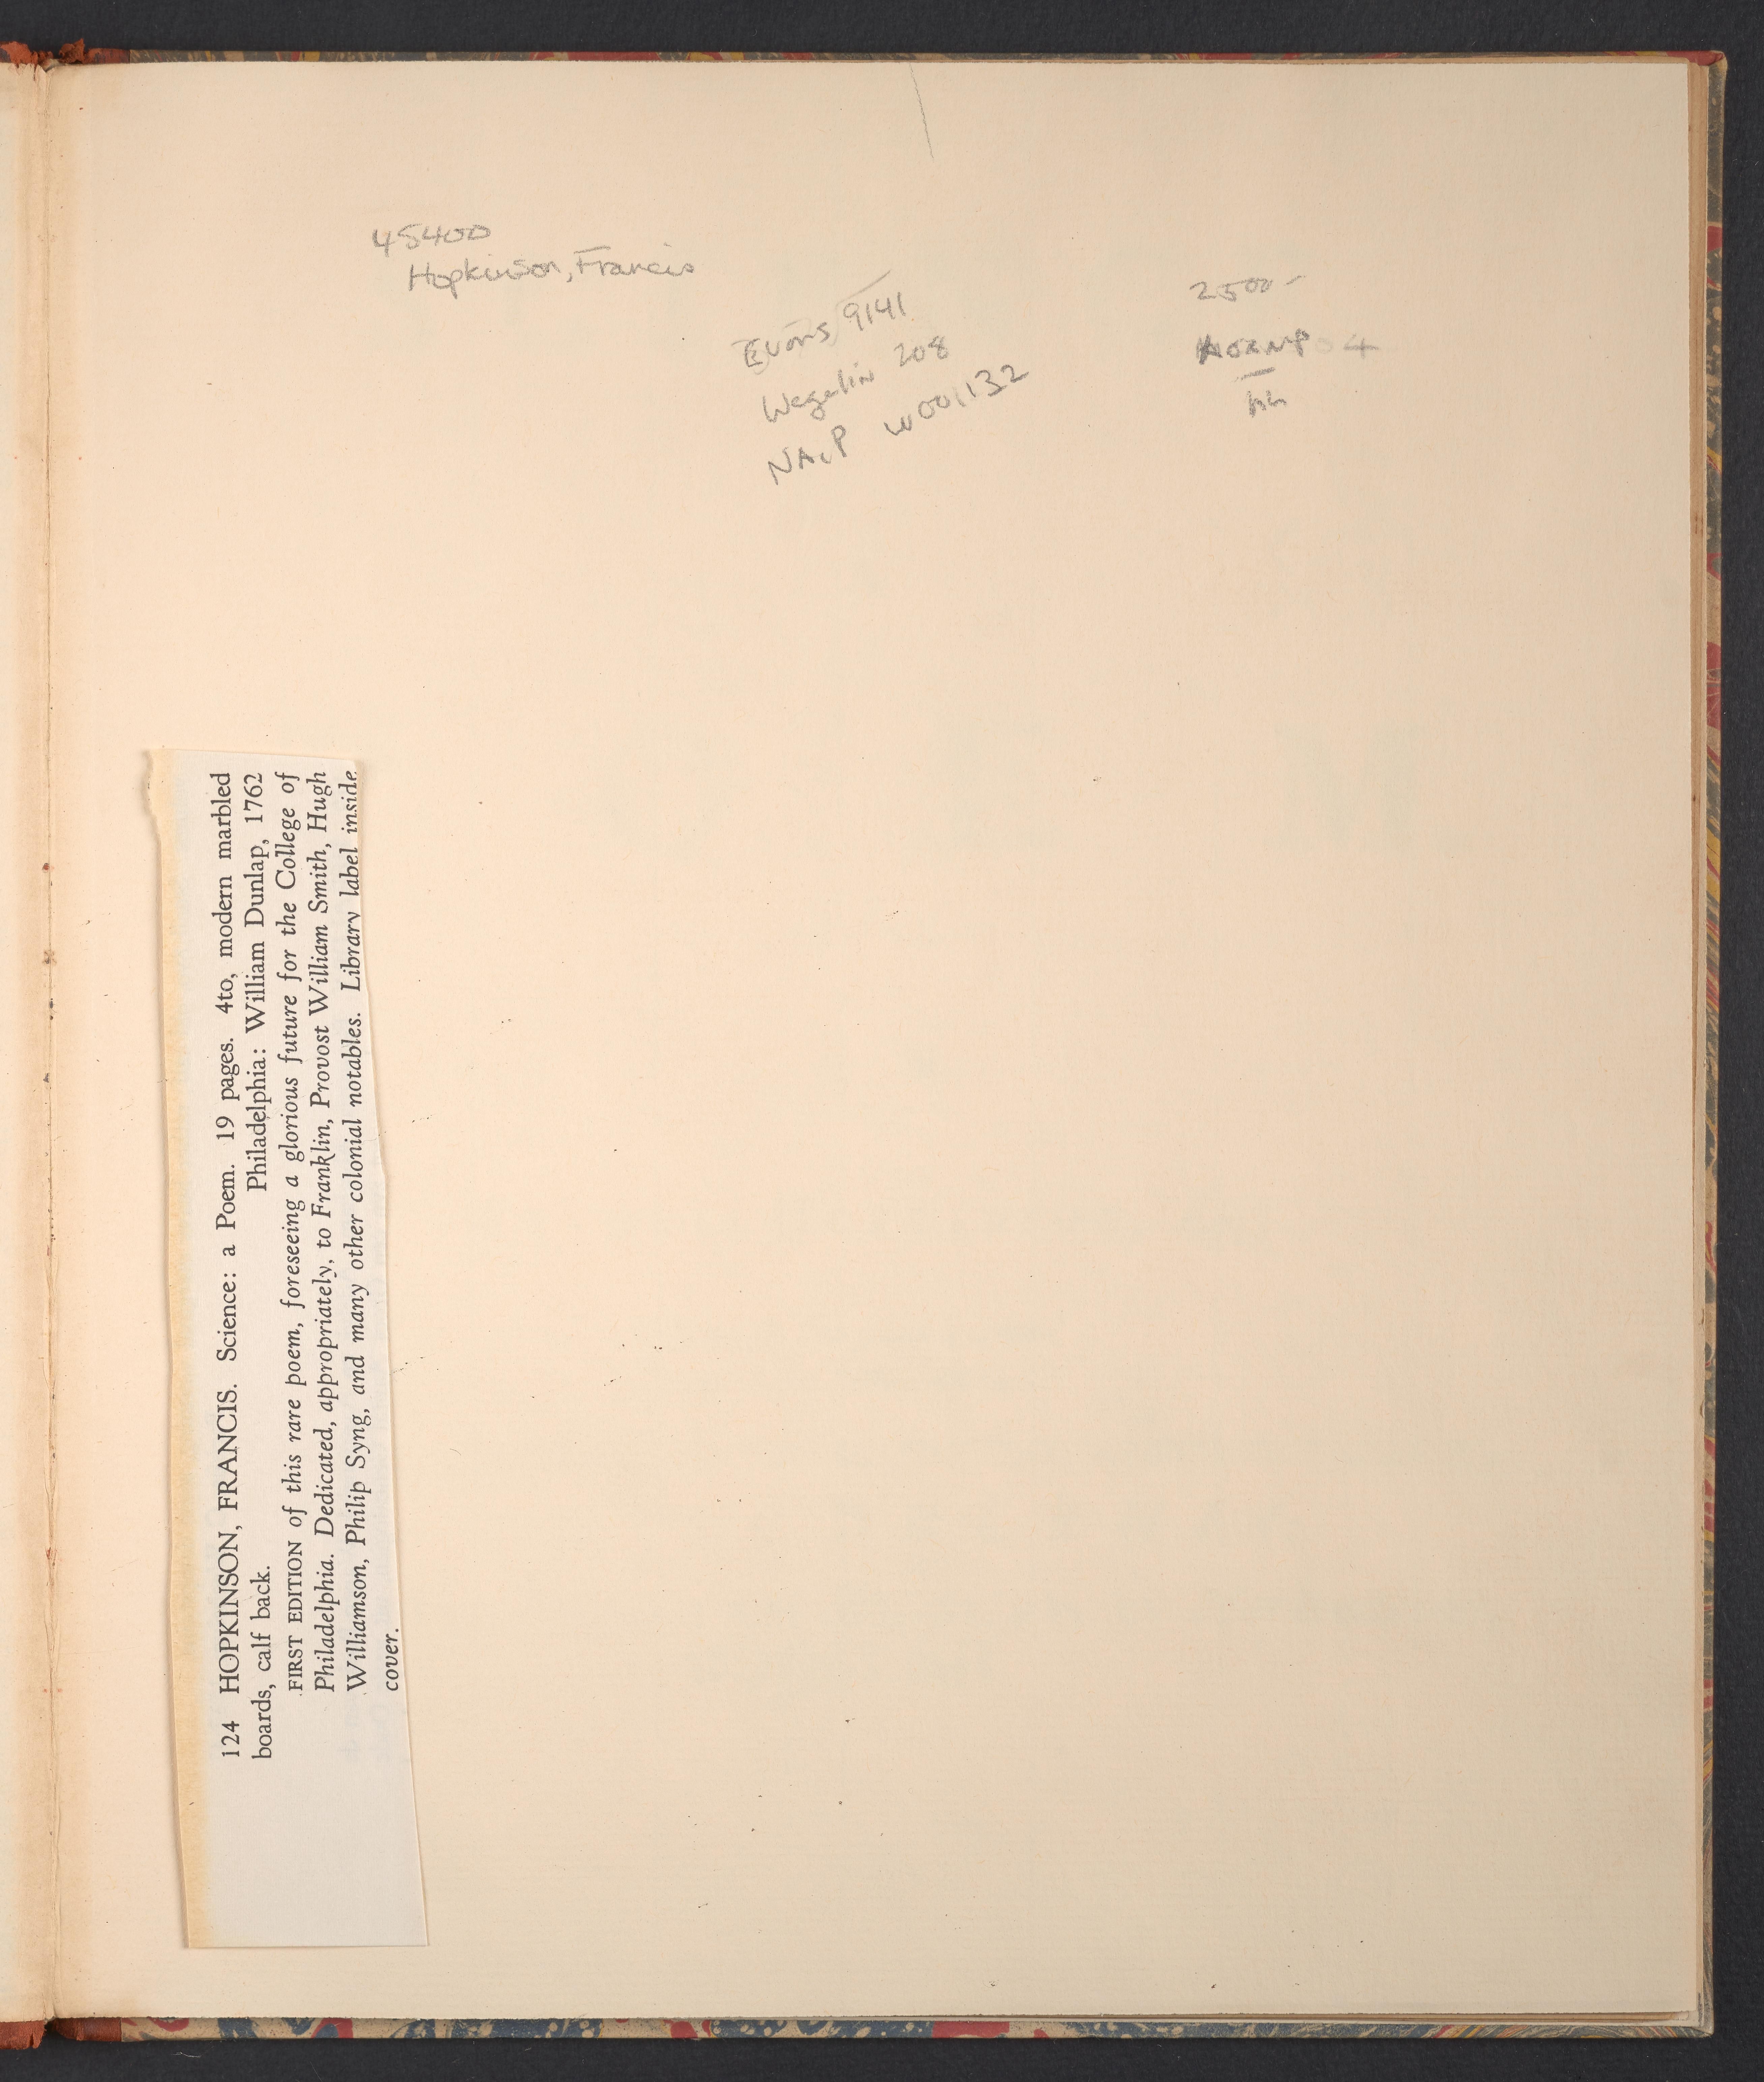 45400
Hopkinson, Francis
Evans 9141
Wegelin 208
NAIP W001132
2500-
124 HOPKINSON, FRANCIS. Science: a Poem. 19 pages. 4to, modern marbled
boards, calf back. Philadelphia: William Dunlap, 1762
FIRST EDITION of this rare poem, foreseeing a glorious future for the College of
Philadelphia. Dedicated, appropriately, to Franklin, Provost William Smith, Hugh
Williamson, Philip Syng, and many other colonial notables. Library label inside
cover.